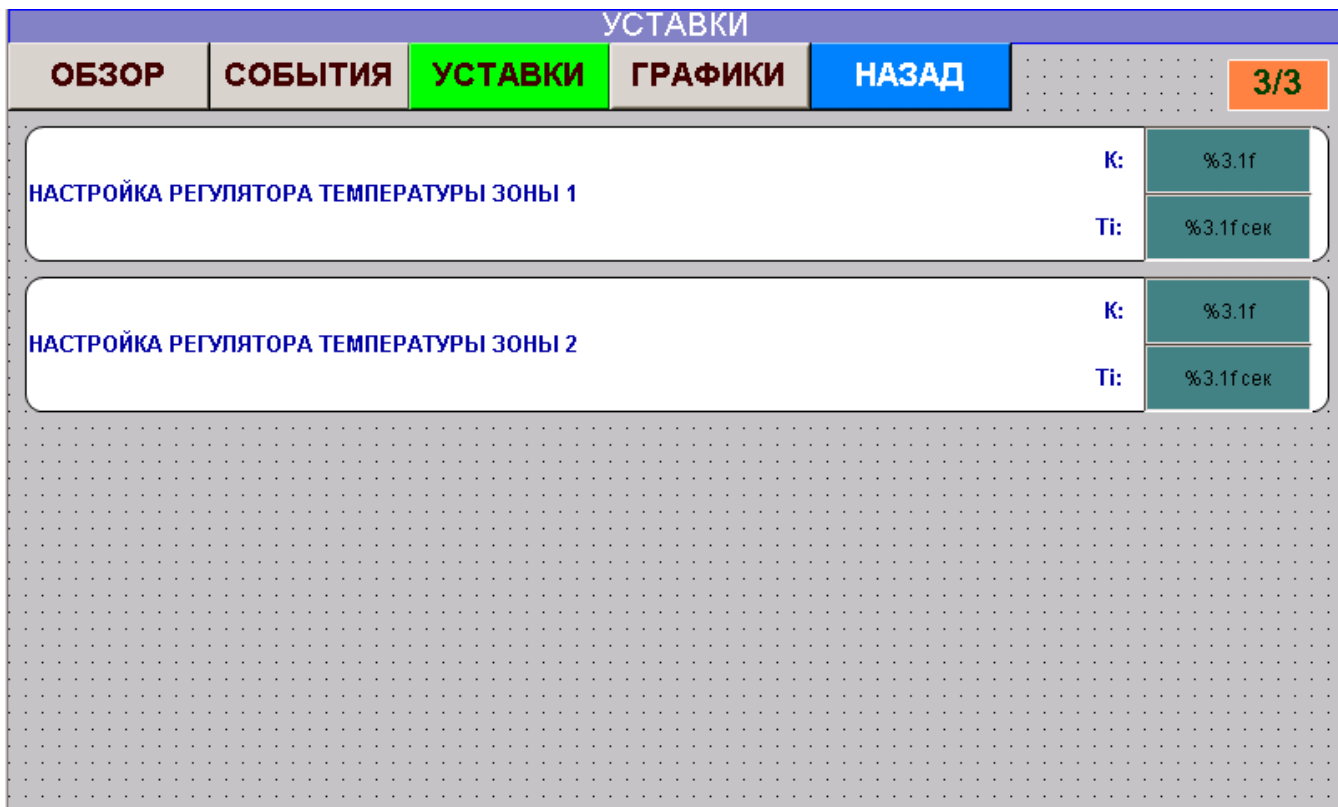 УСТАВКИ
ОБЗОР СОБЫТИЯ УСТАВКИ ГРАФИКИ НАЗАД 3/3
K: %3.1f
НАСТРОЙКА РЕГУЛЯТОРА ТЕМПЕРАТУРЫ ЗОНЫ 1
Ti: %3.1f сек
K: %3.1f
НАСТРОЙКА РЕГУЛЯТОРА ТЕМПЕРАТУРЫ ЗОНЫ 2
Ti: %3.1f сек